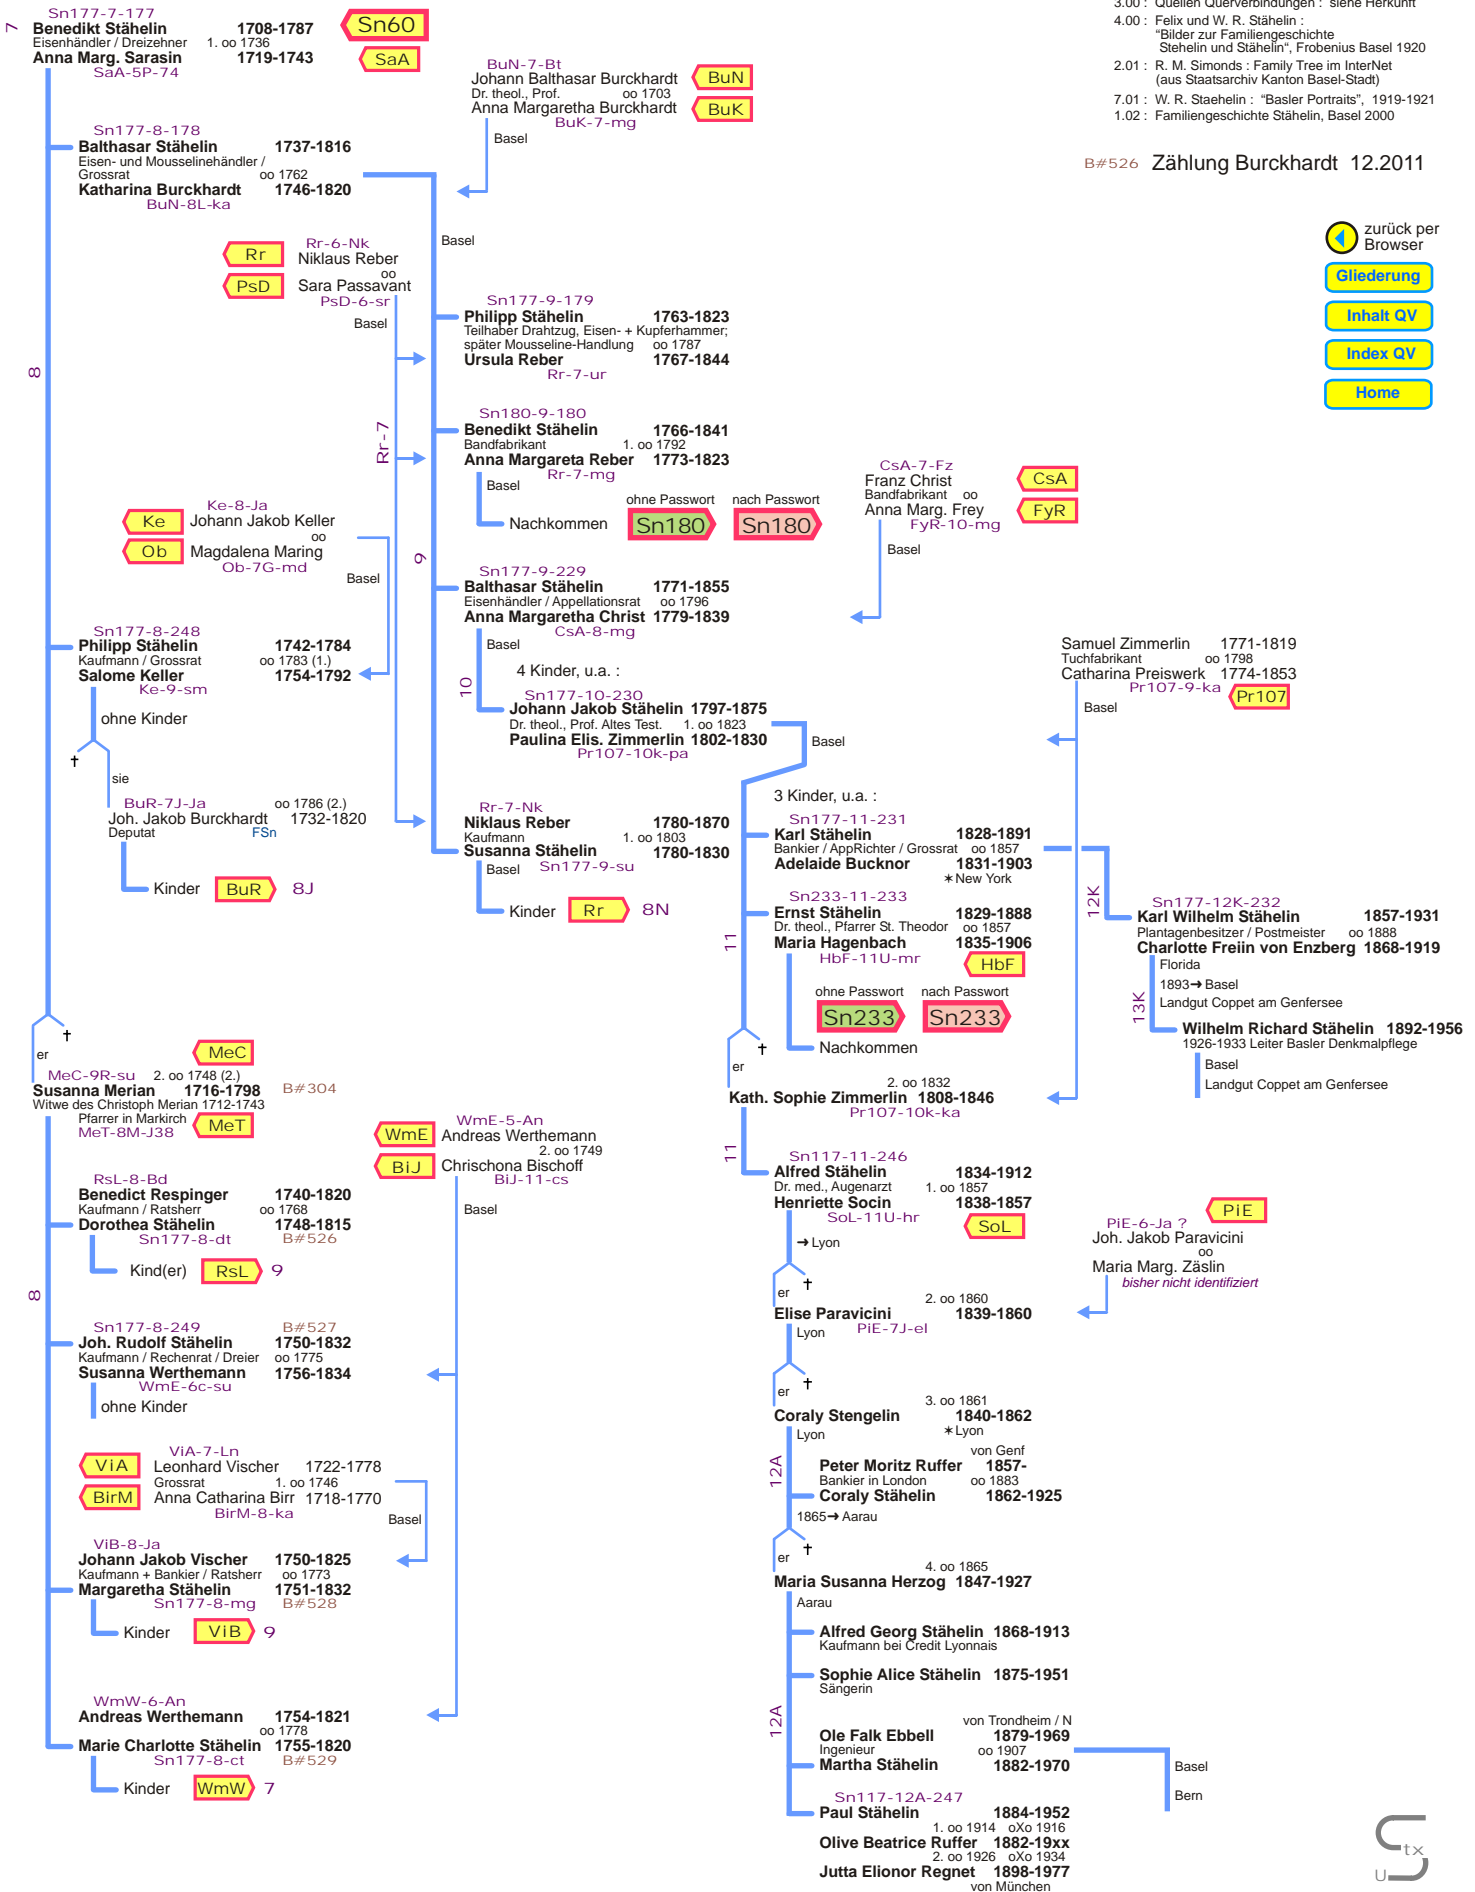 Sn177-7-177
7
Benedikt Stähelin 1708-1787
Eisenhändler / Dreizehner 1. oo 1736
Anna Marg. Sarasin 1719-1743
SaA-5P-74
Sn60
SaA
3.00 : Quellen Querverbindungen : siehe Herkunft
4.00 : Felix und W. R. Stähelin :
"Bilder zur Familiengeschichte
Stehelin und Stähelin", Frobenius Basel 1920
2.01 : R. M. Simonds : Family Tree im InterNet
(aus Staatsarchiv Kanton Basel-Stadt)
7.01 : W. R. Staehelin : "Basler Portraits", 1919-1921
1.02 : Familiengeschichte Stähelin, Basel 2000
B#526 Zählung Burckhardt 12.2011
zurück per
Browser
Gliederung
Inhalt QV
Index QV
Home
BuN-7-Bt
Johann Balthasar Burckhardt
Dr. theol., Prof. oo 1703
Anna Margaretha Burckhardt
BuK-7-mg
BuN
BuK
Basel
Sn177-8-178
Balthasar Stähelin 1737-1816
Eisen- und Mousselinehändler /
Grossrat oo 1762
Katharina Burckhardt 1746-1820
BuN-8L-ka
Basel
Rr
PsD
Rr-6-Nk
Niklaus Reber
oo
Sara Passavant
PsD-6-sr
Basel
8
Rr-7
9
Sn177-9-179
Philipp Stähelin 1763-1823
Teilhaber Drahtzug, Eisen- + Kupferhammer;
später Mousseline-Handlung oo 1787
Ursula Reber 1767-1844
Rr-7-ur
Sn180-9-180
Benedikt Stähelin 1766-1841
Bandfabrikant 1. oo 1792
Anna Margareta Reber 1773-1823
Rr-7-mg
Basel
Nachkommen
ohne Passwort
Sn180
nach Passwort
Sn180
CsA-7-Fz
Franz Christ
Bandfabrikant oo
Anna Marg. Frey
FyR-10-mg
CsA
FyR
Basel
Ke
Ob
Ke-8-Ja
Johann Jakob Keller
oo
Magdalena Maring
Ob-7G-md
Basel
Sn177-9-229
Balthasar Stähelin 1771-1855
Eisenhändler / Appellationsrat oo 1796
Anna Margaretha Christ 1779-1839
CsA-8-mg
Basel
4 Kinder, u.a. :
10
Sn177-10-230
Johann Jakob Stähelin 1797-1875
Dr. theol., Prof. Altes Test. 1. oo 1823
Paulina Elis. Zimmerlin 1802-1830
Pr107-10k-pa
Basel
Samuel Zimmerlin 1771-1819
Tuchfabrikant oo 1798
Catharina Preiswerk 1774-1853
Pr107-9-ka
Pr107
Basel
Sn177-8-248
Philipp Stähelin 1742-1784
Kaufmann / Grossrat oo 1783 (1.)
Salome Keller 1754-1792
Ke-9-sm
ohne Kinder
†
sie
BuR-7J-Ja oo 1786 (2.)
Joh. Jakob Burckhardt 1732-1820
Deputat FSn
Kinder
BuR
8J
Rr-7-Nk
Niklaus Reber 1780-1870
Kaufmann 1. oo 1803
Susanna Stähelin 1780-1830
Basel Sn177-9-su
Kinder
Rr
8N
3 Kinder, u.a. :
Sn177-11-231
Karl Stähelin 1828-1891
Bankier / AppRichter / Grossrat oo 1857
Adelaide Bucknor 1831-1903
∗New York
12K
11
Sn233-11-233
Ernst Stähelin 1829-1888
Dr. theol., Pfarrer St. Theodor oo 1857
Maria Hagenbach 1835-1906
HbF-11U-mr
HbF
ohne Passwort
Sn233
nach Passwort
Sn233
Nachkommen
Sn177-12K-232
Karl Wilhelm Stähelin 1857-1931
Plantagenbesitzer / Postmeister oo 1888
Charlotte Freiin von Enzberg 1868-1919
Florida
1893→ Basel
Landgut Coppet am Genfersee
13K
Wilhelm Richard Stähelin 1892-1956
1926-1933 Leiter Basler Denkmalpflege
Basel
Landgut Coppet am Genfersee
†
er
2. oo 1832
Kath. Sophie Zimmerlin 1808-1846
Pr107-10k-ka
†
er
MeC
MeC-9R-su 2. oo 1748 (2.)
Susanna Merian 1716-1798 B#304
Witwe des Christoph Merian 1712-1743
Pfarrer in Markirch
MeT-8M-J38
MeT
WmE
BiJ
WmE-5-An
Andreas Werthemann
2. oo 1749
Chrischona Bischoff
BiJ-11-cs
Basel
RsL-8-Bd
Benedict Respinger 1740-1820
Kaufmann / Ratsherr oo 1768
Dorothea Stähelin 1748-1815
Sn177-8-dt B#526
Kind(er)
RsL
9
8
Sn177-8-249 B#527
Joh. Rudolf Stähelin 1750-1832
Kaufmann / Rechenrat / Dreier oo 1775
Susanna Werthemann 1756-1834
WmE-6c-su
ohne Kinder
ViA
BirM
ViA-7-Ln
Leonhard Vischer 1722-1778
Grossrat 1. oo 1746
Anna Catharina Birr 1718-1770
BirM-8-ka
Basel
ViB-8-Ja
Johann Jakob Vischer 1750-1825
Kaufmann + Bankier / Ratsherr oo 1773
Margaretha Stähelin 1751-1832
Sn177-8-mg B#528
Kinder
ViB
9
WmW-6-An
Andreas Werthemann 1754-1821
oo 1778
Marie Charlotte Stähelin 1755-1820
Sn177-8-ct B#529
Kinder
WmW
7
11
Sn117-11-246
Alfred Stähelin 1834-1912
Dr. med., Augenarzt 1. oo 1857
Henriette Socin 1838-1857
SoL-11U-hr
SoL
→ Lyon
†
er
2. oo 1860
Elise Paravicini 1839-1860
Lyon PiE-7J-el
PiE
PiE-6-Ja ?
Joh. Jakob Paravicini
oo
Maria Marg. Zäslin
bisher nicht identifiziert
†
er
3. oo 1861
Coraly Stengelin 1840-1862
Lyon ∗Lyon
12A
von Genf
Peter Moritz Ruffer 1857-
Bankier in London oo 1883
Coraly Stähelin 1862-1925
1865→ Aarau
†
er
4. oo 1865
Maria Susanna Herzog 1847-1927
Aarau
Alfred Georg Stähelin 1868-1913
Kaufmann bei Credit Lyonnais
Sophie Alice Stähelin 1875-1951
Sängerin
12A
von Trondheim / N
Ole Falk Ebbell 1879-1969
Ingenieur oo 1907
Martha Stähelin 1882-1970
Basel
Bern
Sn117-12A-247
Paul Stähelin 1884-1952
1. oo 1914 oXo 1916
Olive Beatrice Ruffer 1882-19xx
2. oo 1926 oXo 1934
Jutta Elionor Regnet 1898-1977
von München
Stx
U